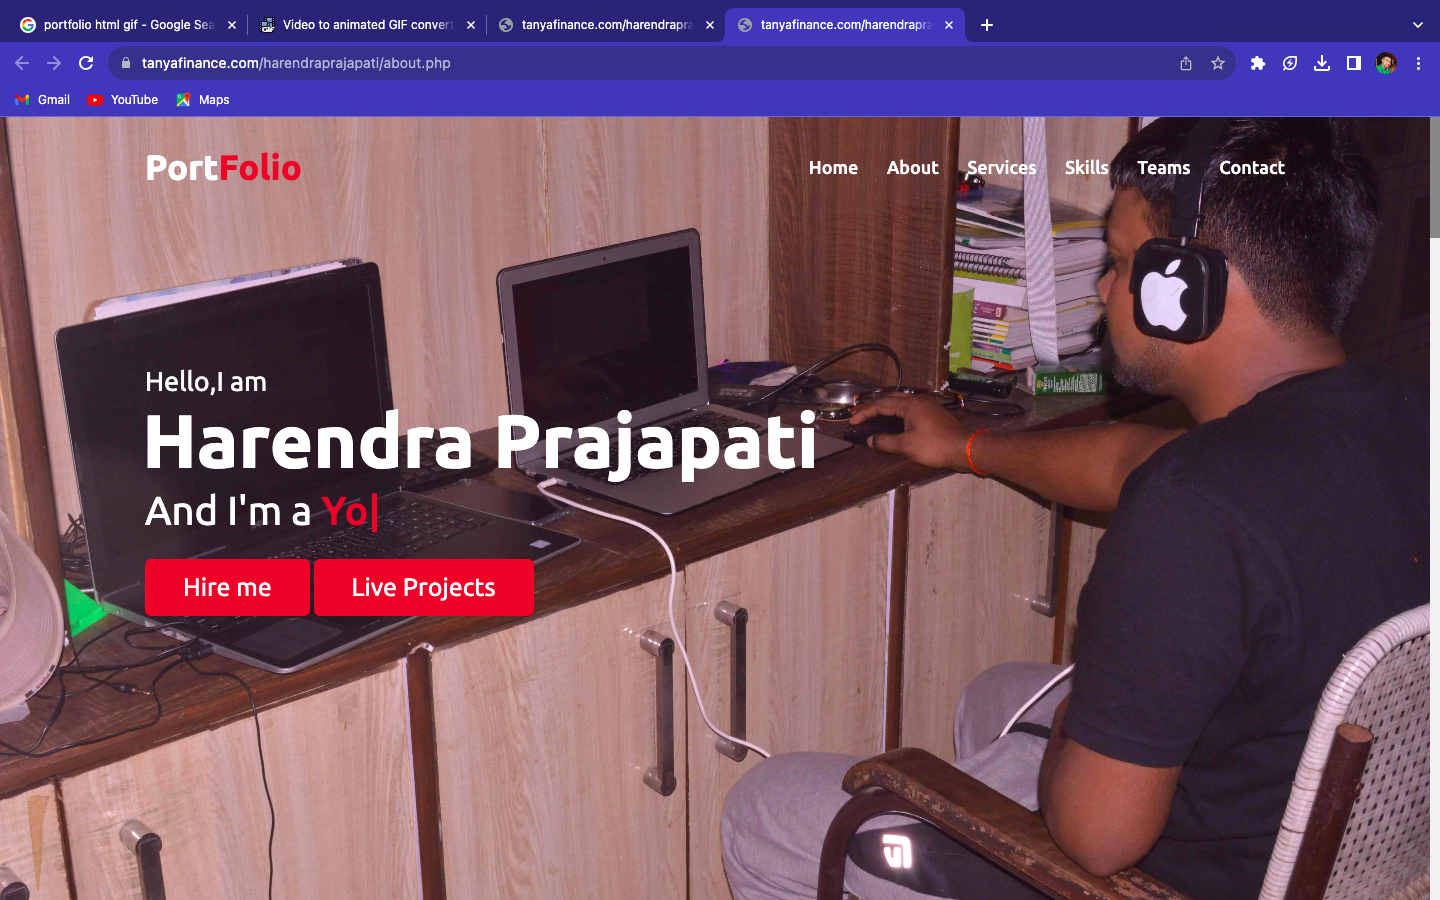 portfolio html gif - Google Sea
Video to animated GIF convert
tanyafinance.com/harendrapra
tanyafinance.com/harendrapra
tanyafinance.com/harendraprajapati/about.php
Gmail
YouTube
Maps
PortFolio
Home
About
Services
Skills
Teams
Contact
Hello,I am
Harendra Prajapati
And I'm a Yo|
Hire me
Live Projects